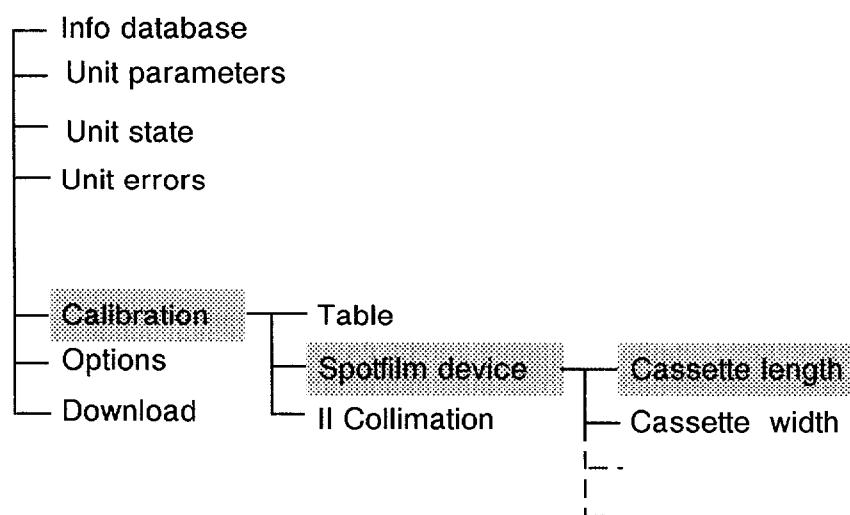 Info database
Unit parameters
Unit state
Unit errors
Calibration
Table
Options
Spotfilm device
Cassette length
Download
II Collimation
Cassette width